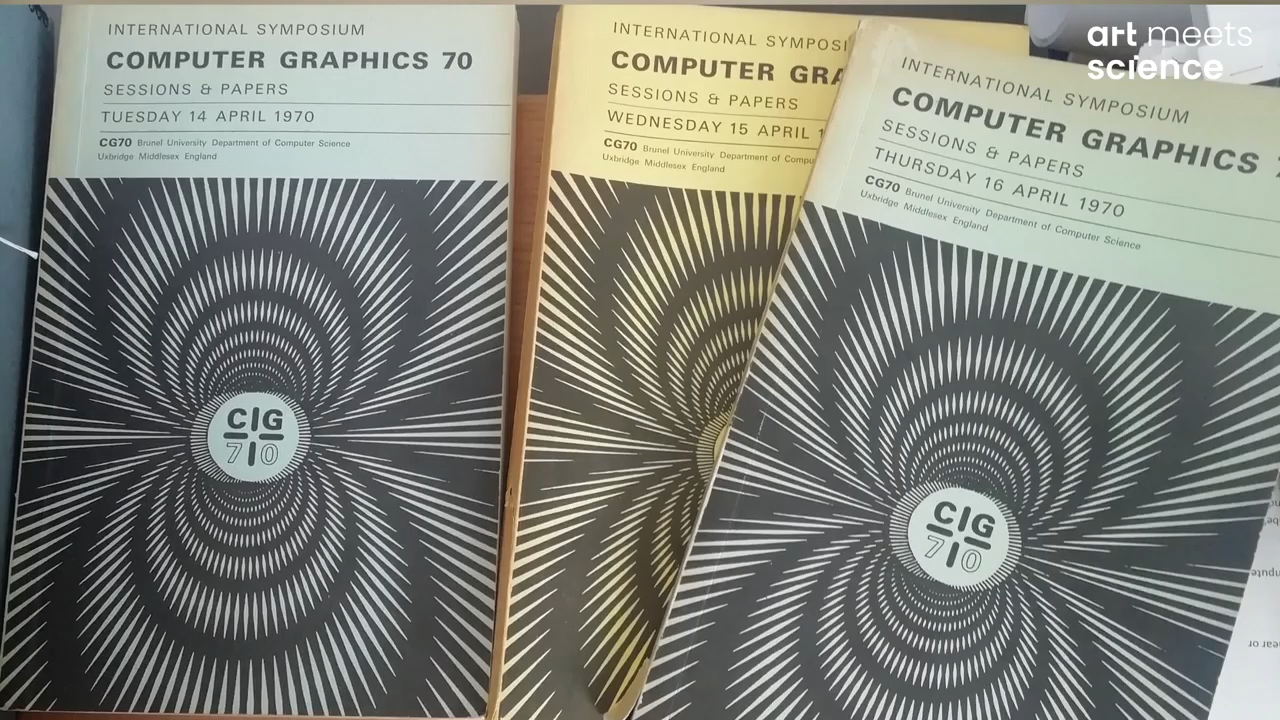 INTERNATIONAL SYMPOSIUM
COMPUTER GRAPHICS 70
SESSIONS & PAPERS
TUESDAY 14 APRIL 1970
CG70 Brunel University Department of Computer Science
Uxbridge Middlesex England
CIG
70
INTERNATIONAL SYMPOSI
COMPUTER GRA
SESSIONS & PAPERS
WEDNESDAY 15 APRIL 1
CG70 Brunel University Department of Compu
Uxbridge Middlesex England
INTERNATIONAL SYMPOSIUM
COMPUTER GRAPHICS
SESSIONS & PAPERS
THURSDAY 16 APRIL 1970
CG70 Brunel University Department of Computer Science
Uxbridge Middlesex England
CIG
70
art meets
science